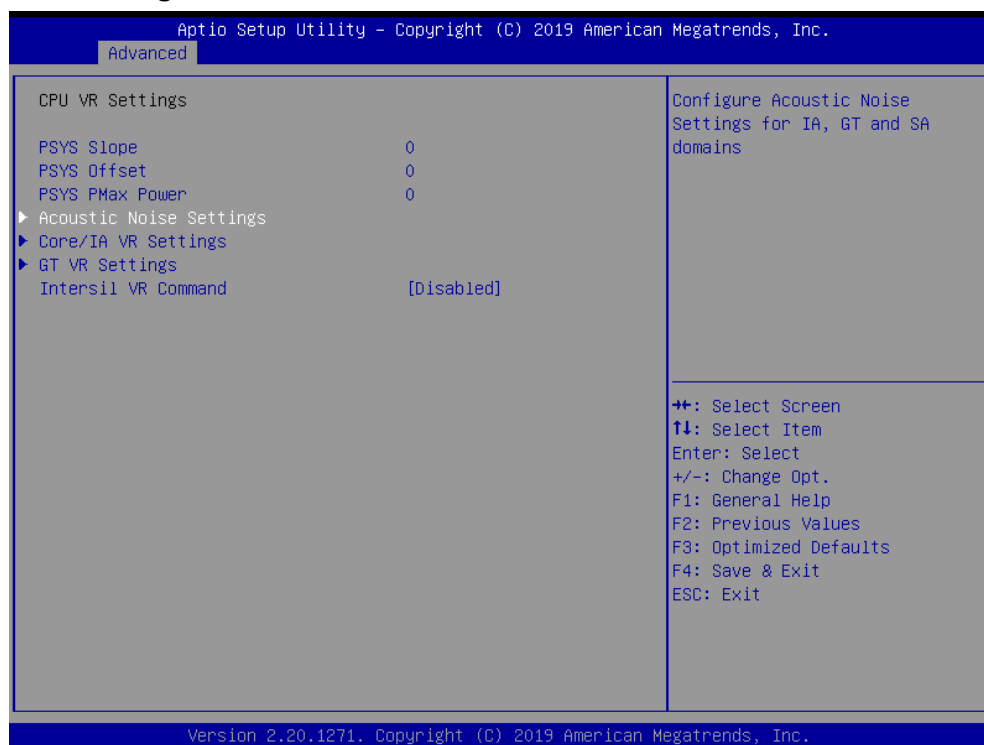 Aptio Setup Utility – Copyright (C) 2019 American Megatrends, Inc.
Advanced
CPU VR Settings
PSYS Slope 0
PSYS Offset 0
PSYS PMax Power 0
▶ Acoustic Noise Settings
▶ Core/IA VR Settings
▶ GT VR Settings
Intersil VR Command [Disabled]
Configure Acoustic Noise
Settings for IA, GT and SA
domains
→←: Select Screen
↑↓: Select Item
Enter: Select
+/-: Change Opt.
F1: General Help
F2: Previous Values
F3: Optimized Defaults
F4: Save & Exit
ESC: Exit
Version 2.20.1271. Copyright (C) 2019 American Megatrends, Inc.